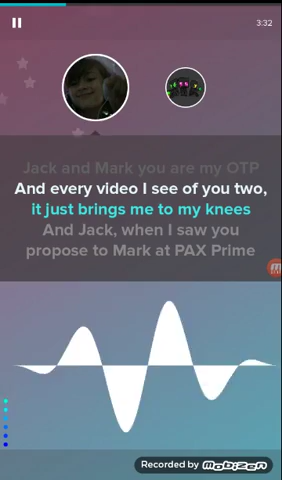 3:32
Jack and Mark you are my OTP
And every video I see of you two,
it just brings me to my knees
And Jack, when I saw you
propose to Mark at PAX Prime
Recorded by mobizen